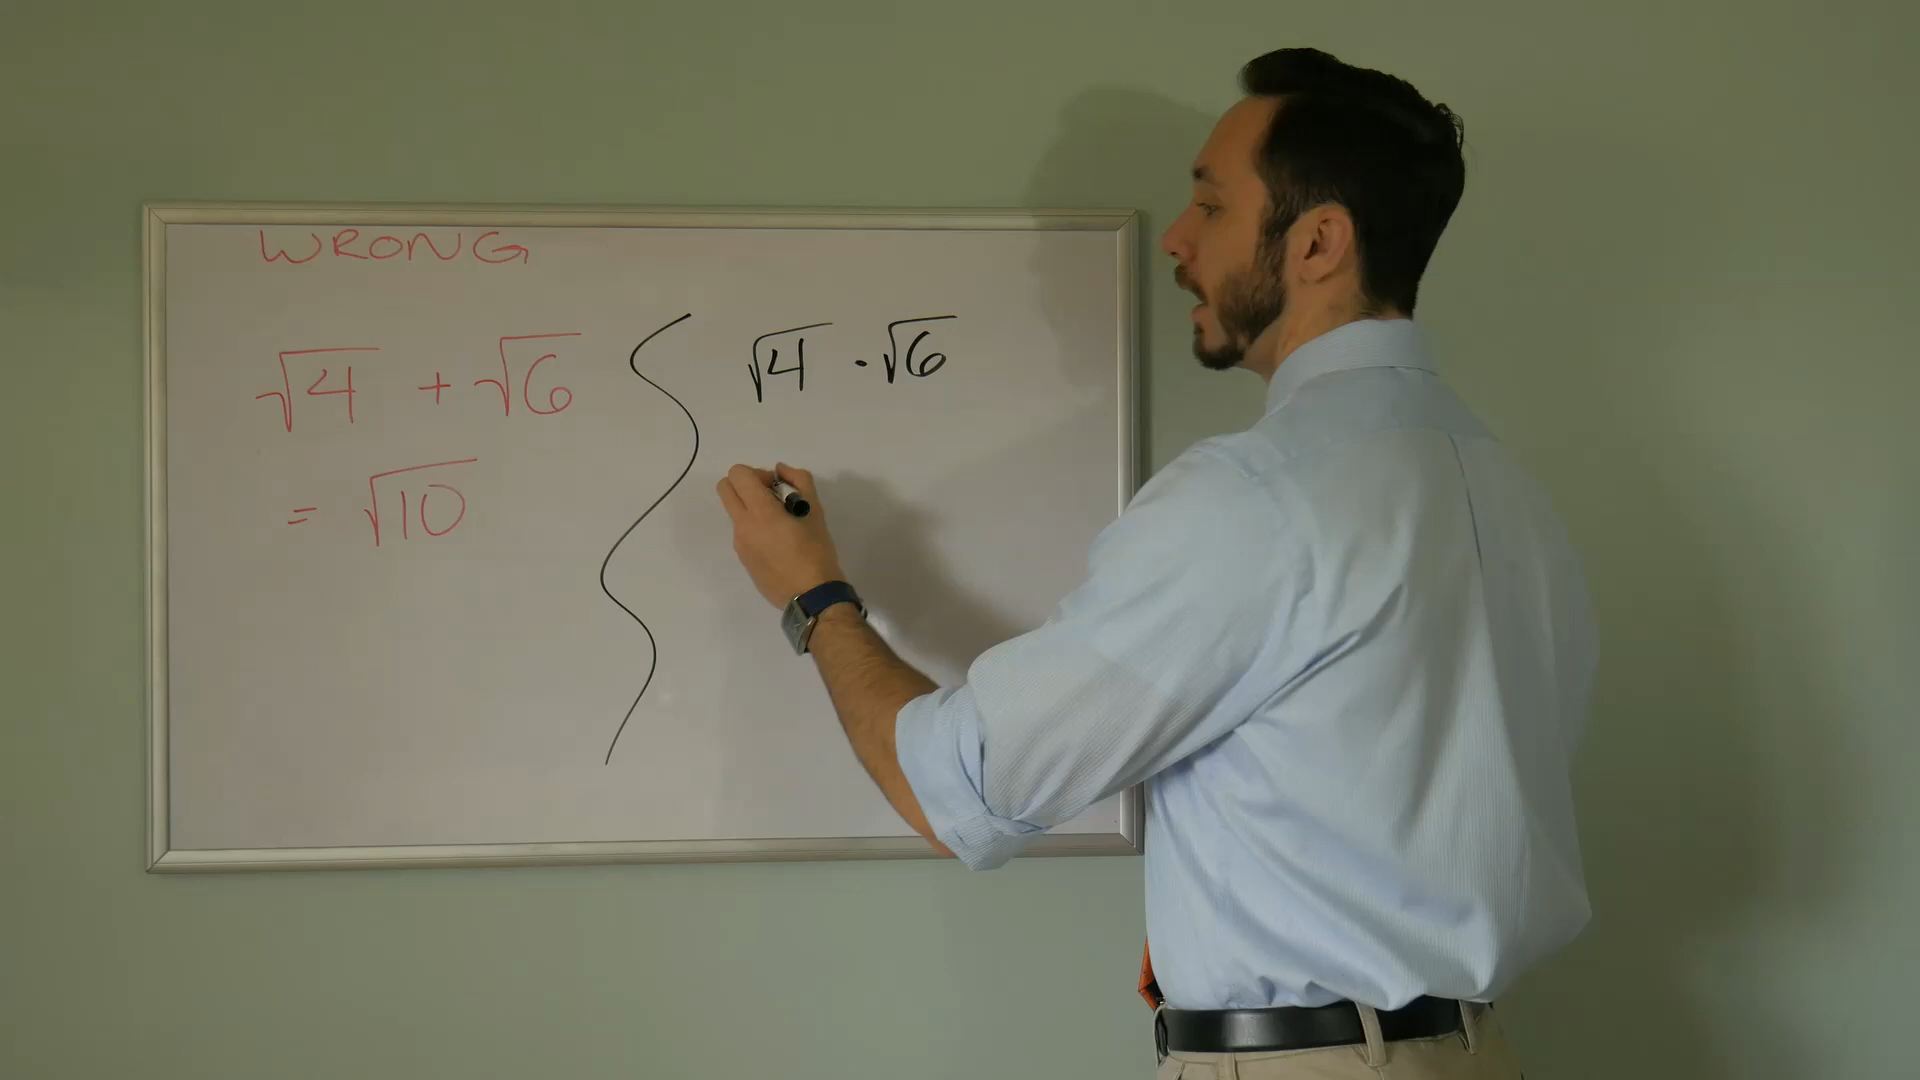 WRONG
√4 + √6
= √10
√4 · √6